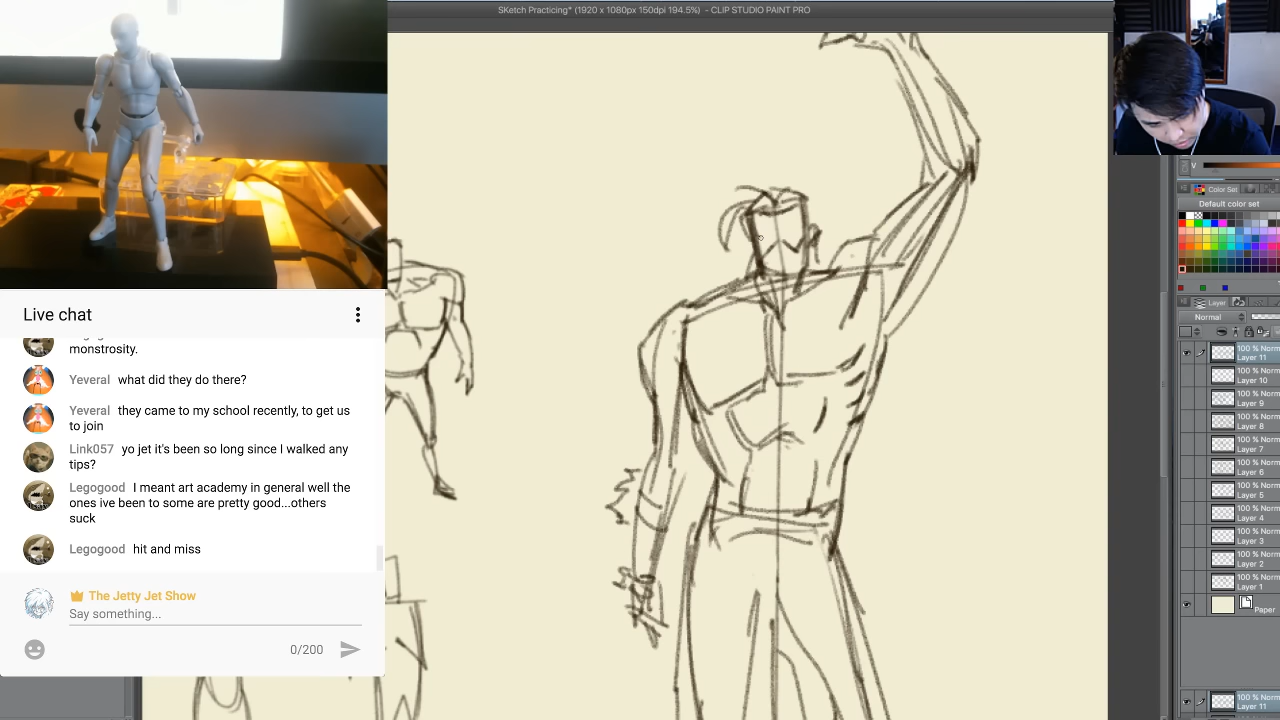 SKetch Practicing* (1920 x 1080px 150dpi 194.5%) - CLIP STUDIO PAINT PRO
Live chat
monstrosity.
Yeveral what did they do there?
Yeveral they came to my school recently, to get us
to join
Link057 yo jet it's been so long since I walked any
tips?
Legogood I meant art academy in general well the
ones ive been to some are pretty good...others
suck
Legogood hit and miss
The Jetty Jet Show
Say something...
0/200
V
Color Set
Default color set
Layer
Normal
100 % Norm
Layer 11
100 % Norm
Layer 10
100 % Norm
Layer 9
100 % Norm
Layer 8
100 % Norm
Layer 7
100 % Norm
Layer 6
100 % Norm
Layer 5
100 % Norm
Layer 4
100 % Norm
Layer 3
100 % Norm
Layer 2
100 % Norm
Layer 1
Paper
100 % Norm
Layer 11